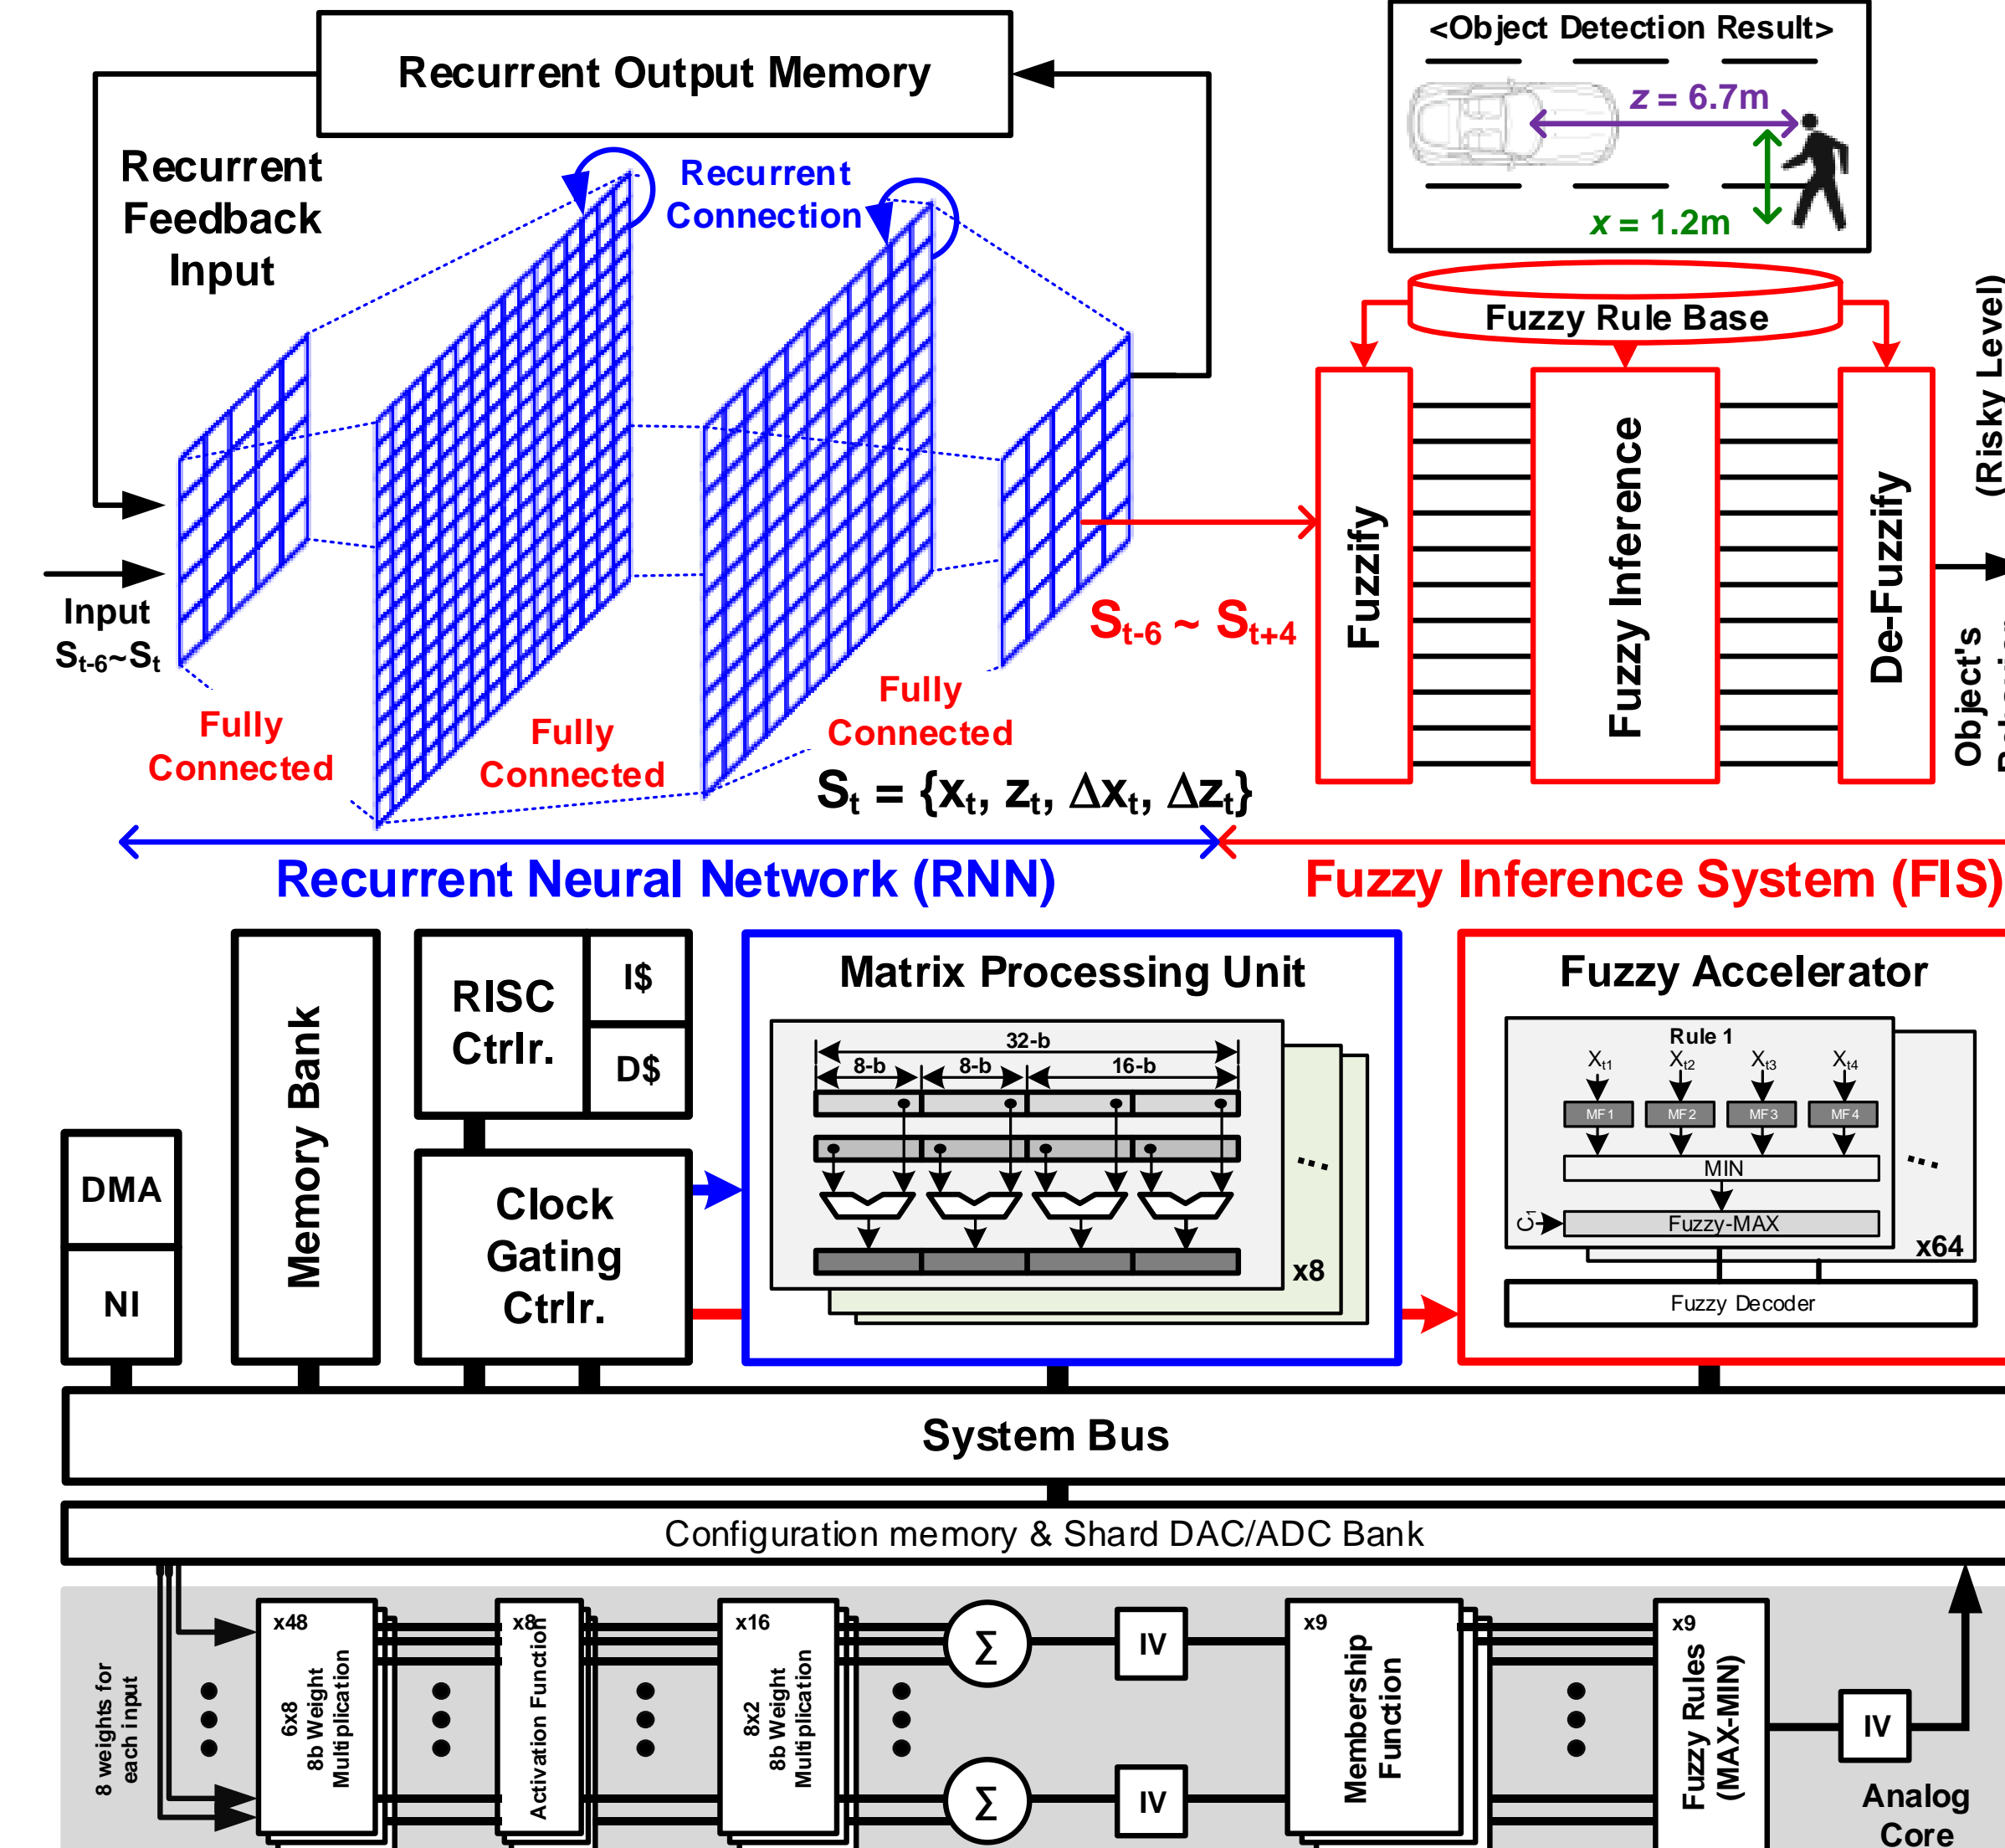 Recurrent Output Memory
Recurrent
Feedback
Input
Recurrent
Connection
Input
St-6~St
Fully
Connected
Fully
Connected
Fully
Connected
St-6 ~ St+4
St = {xt, zt, Δxt, Δzt}
<Object Detection Result>
z = 6.7m
x = 1.2m
Fuzzy Rule Base
Fuzzify
Fuzzy Inference
De-Fuzzify
(Risky Level)
Object's
Recurrent Neural Network (RNN)
Fuzzy Inference System (FIS)
DMA
NI
Memory Bank
RISC
Ctrlr.
I$
D$
Clock
Gating
Ctrlr.
Matrix Processing Unit
32-b
8-b
8-b
16-b
...
x8
Fuzzy Accelerator
Rule 1
Xt1
Xt2
Xt3
Xt4
MF1
MF2
MF3
MF4
MIN
C1
Fuzzy-MAX
...
x64
Fuzzy Decoder
System Bus
Configuration memory & Shard DAC/ADC Bank
8 weights for
each input
x48
6x8
8b Weight
Multiplication
x8
Activation Function
x16
8x2
8b Weight
Multiplication
Σ
Σ
IV
IV
x9
Membership
Function
x9
Fuzzy Rules
(MAX-MIN)
IV
Analog
Core